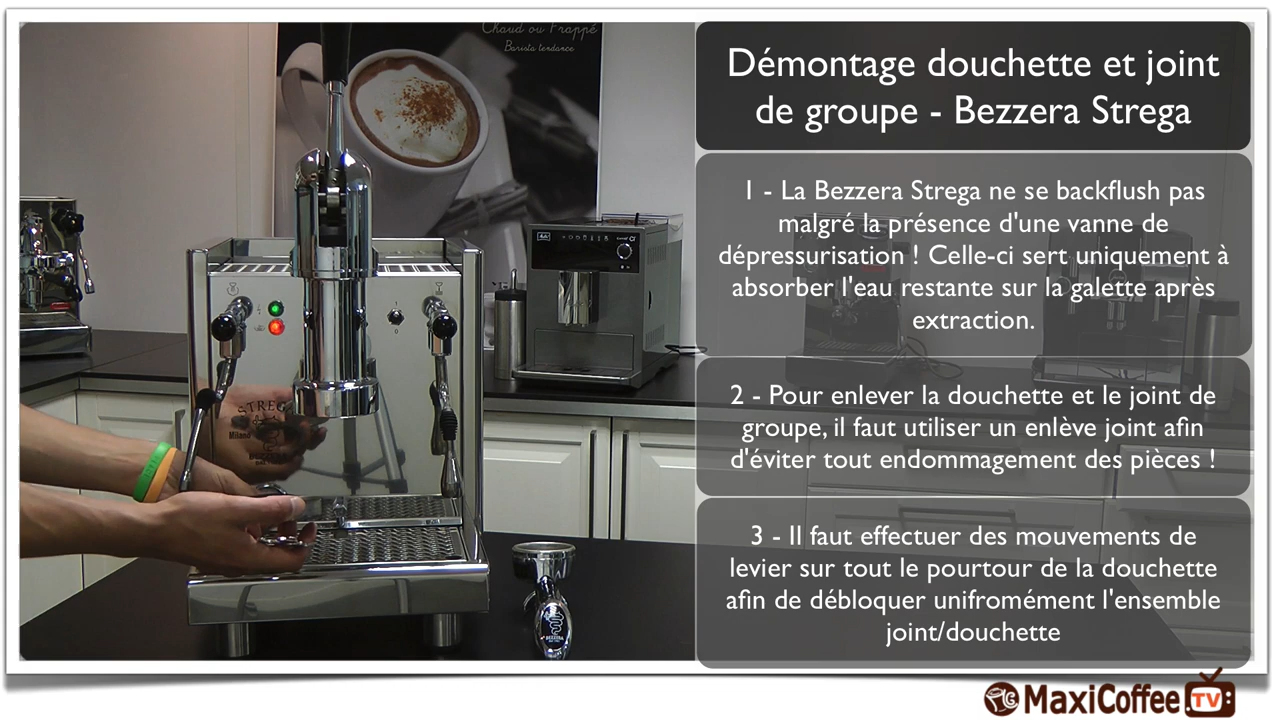 Chaud ou Frappé
Barista tendance
Démontage douchette et joint
de groupe - Bezzera Strega
1 - La Bezzera Strega ne se backflush pas
malgré la présence d'une vanne de
dépressurisation ! Celle-ci sert uniquement à
absorber l'eau restante sur la galette après
extraction.
2 - Pour enlever la douchette et le joint de
groupe, il faut utiliser un enlève joint afin
d'éviter tout endommagement des pièces !
3 - Il faut effectuer des mouvements de
levier sur tout le pourtour de la douchette
afin de débloquer unifromément l'ensemble
joint/douchette
STREGA
Milano
BEZZERA
MaxiCoffee TV